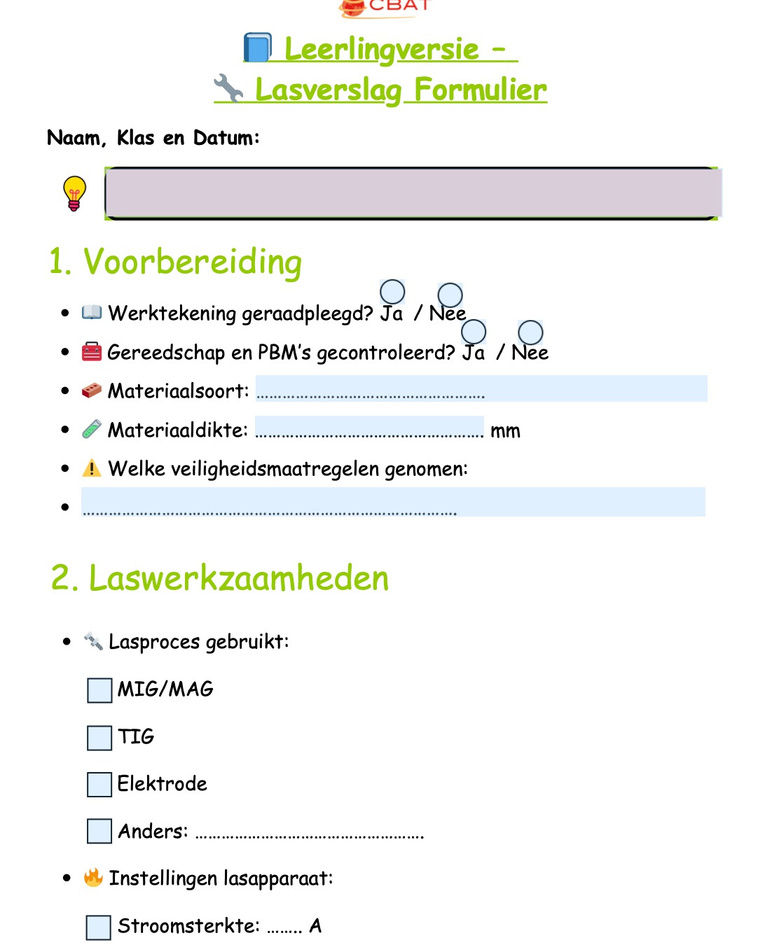 CBAT
Leerlingversie –
Lasverslag Formulier
Naam, Klas en Datum:
1. Voorbereiding
• Werktekening geraadpleegd? Ja / Nee
• Gereedschap en PBM's gecontroleerd? Ja / Nee
• Materiaalsoort: …………………………………………….
• Materiaaldikte: ……………………………………………. mm
• Welke veiligheidsmaatregelen genomen:
• ………………………………………………………………………….
2. Laswerkzaamheden
• Lasproces gebruikt:
MIG/MAG
TIG
Elektrode
Anders: …………………………………………….
• Instellingen lasapparaat:
Stroomsterkte: …….. A